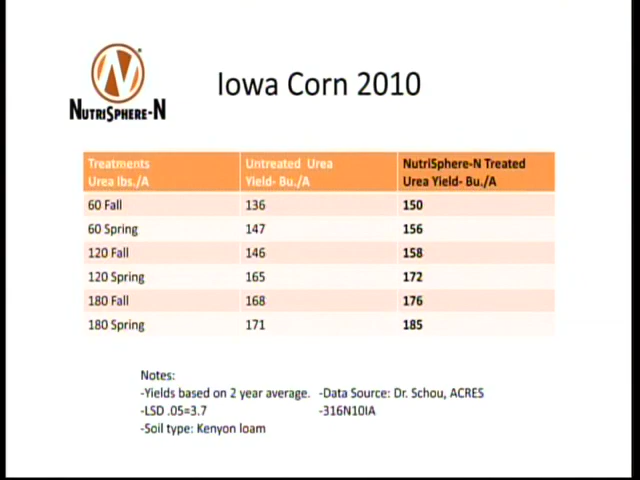 Iowa Corn 2010
NUTRISPHERE-N
Treatments Urea lbs./A | Untreated Urea Yield- Bu./A | NutriSphere-N Treated Urea Yield- Bu./A
60 Fall 136 150
60 Spring 147 156
120 Fall 146 158
120 Spring 165 172
180 Fall 168 176
180 Spring 171 185
Notes:
-Yields based on 2 year average. -Data Source: Dr. Schou, ACRES
-LSD .05=3.7 -316N10IA
-Soil type: Kenyon loam